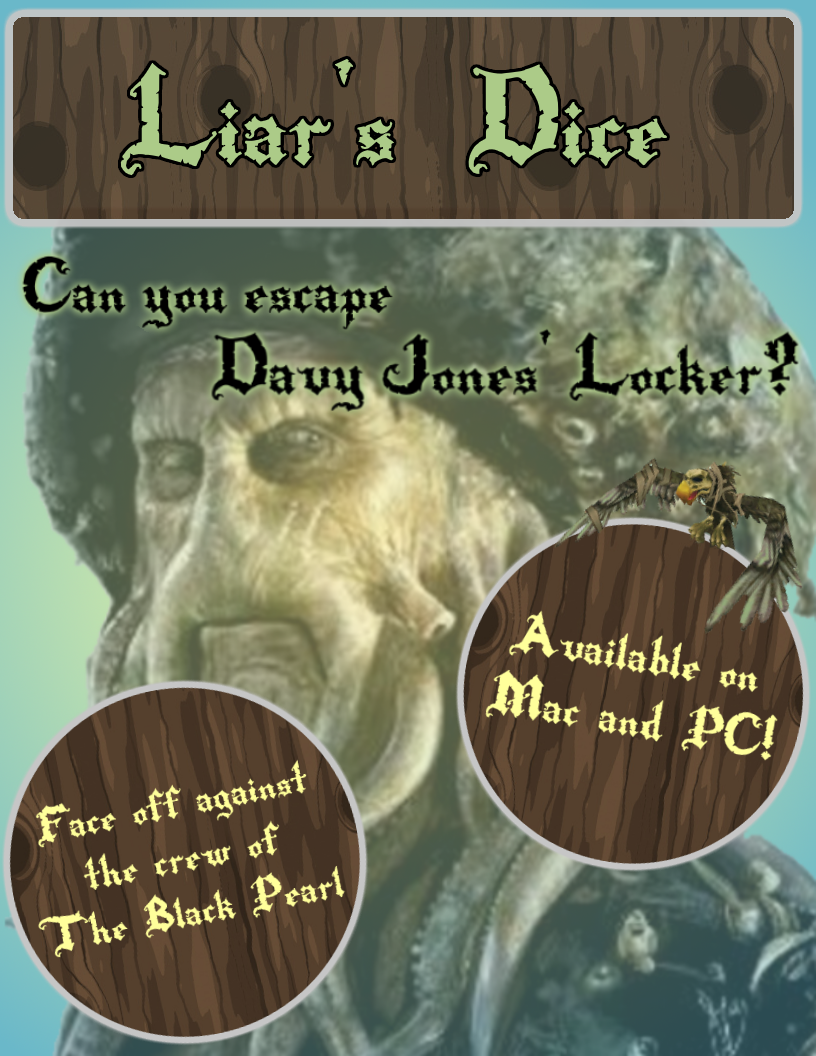 Liar's Dice
Can you escape
Davy Jones' Locker?
Available on
Mac and PC!
Face off against
the crew of
The Black Pearl